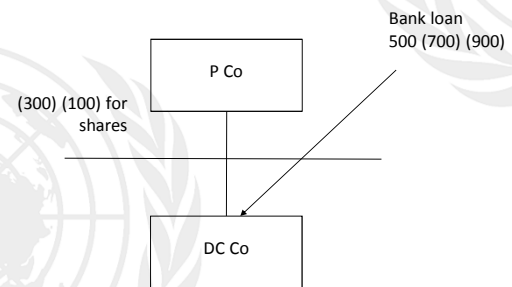 Bank loan
500 (700) (900)
P Co
(300) (100) for
shares
DC Co